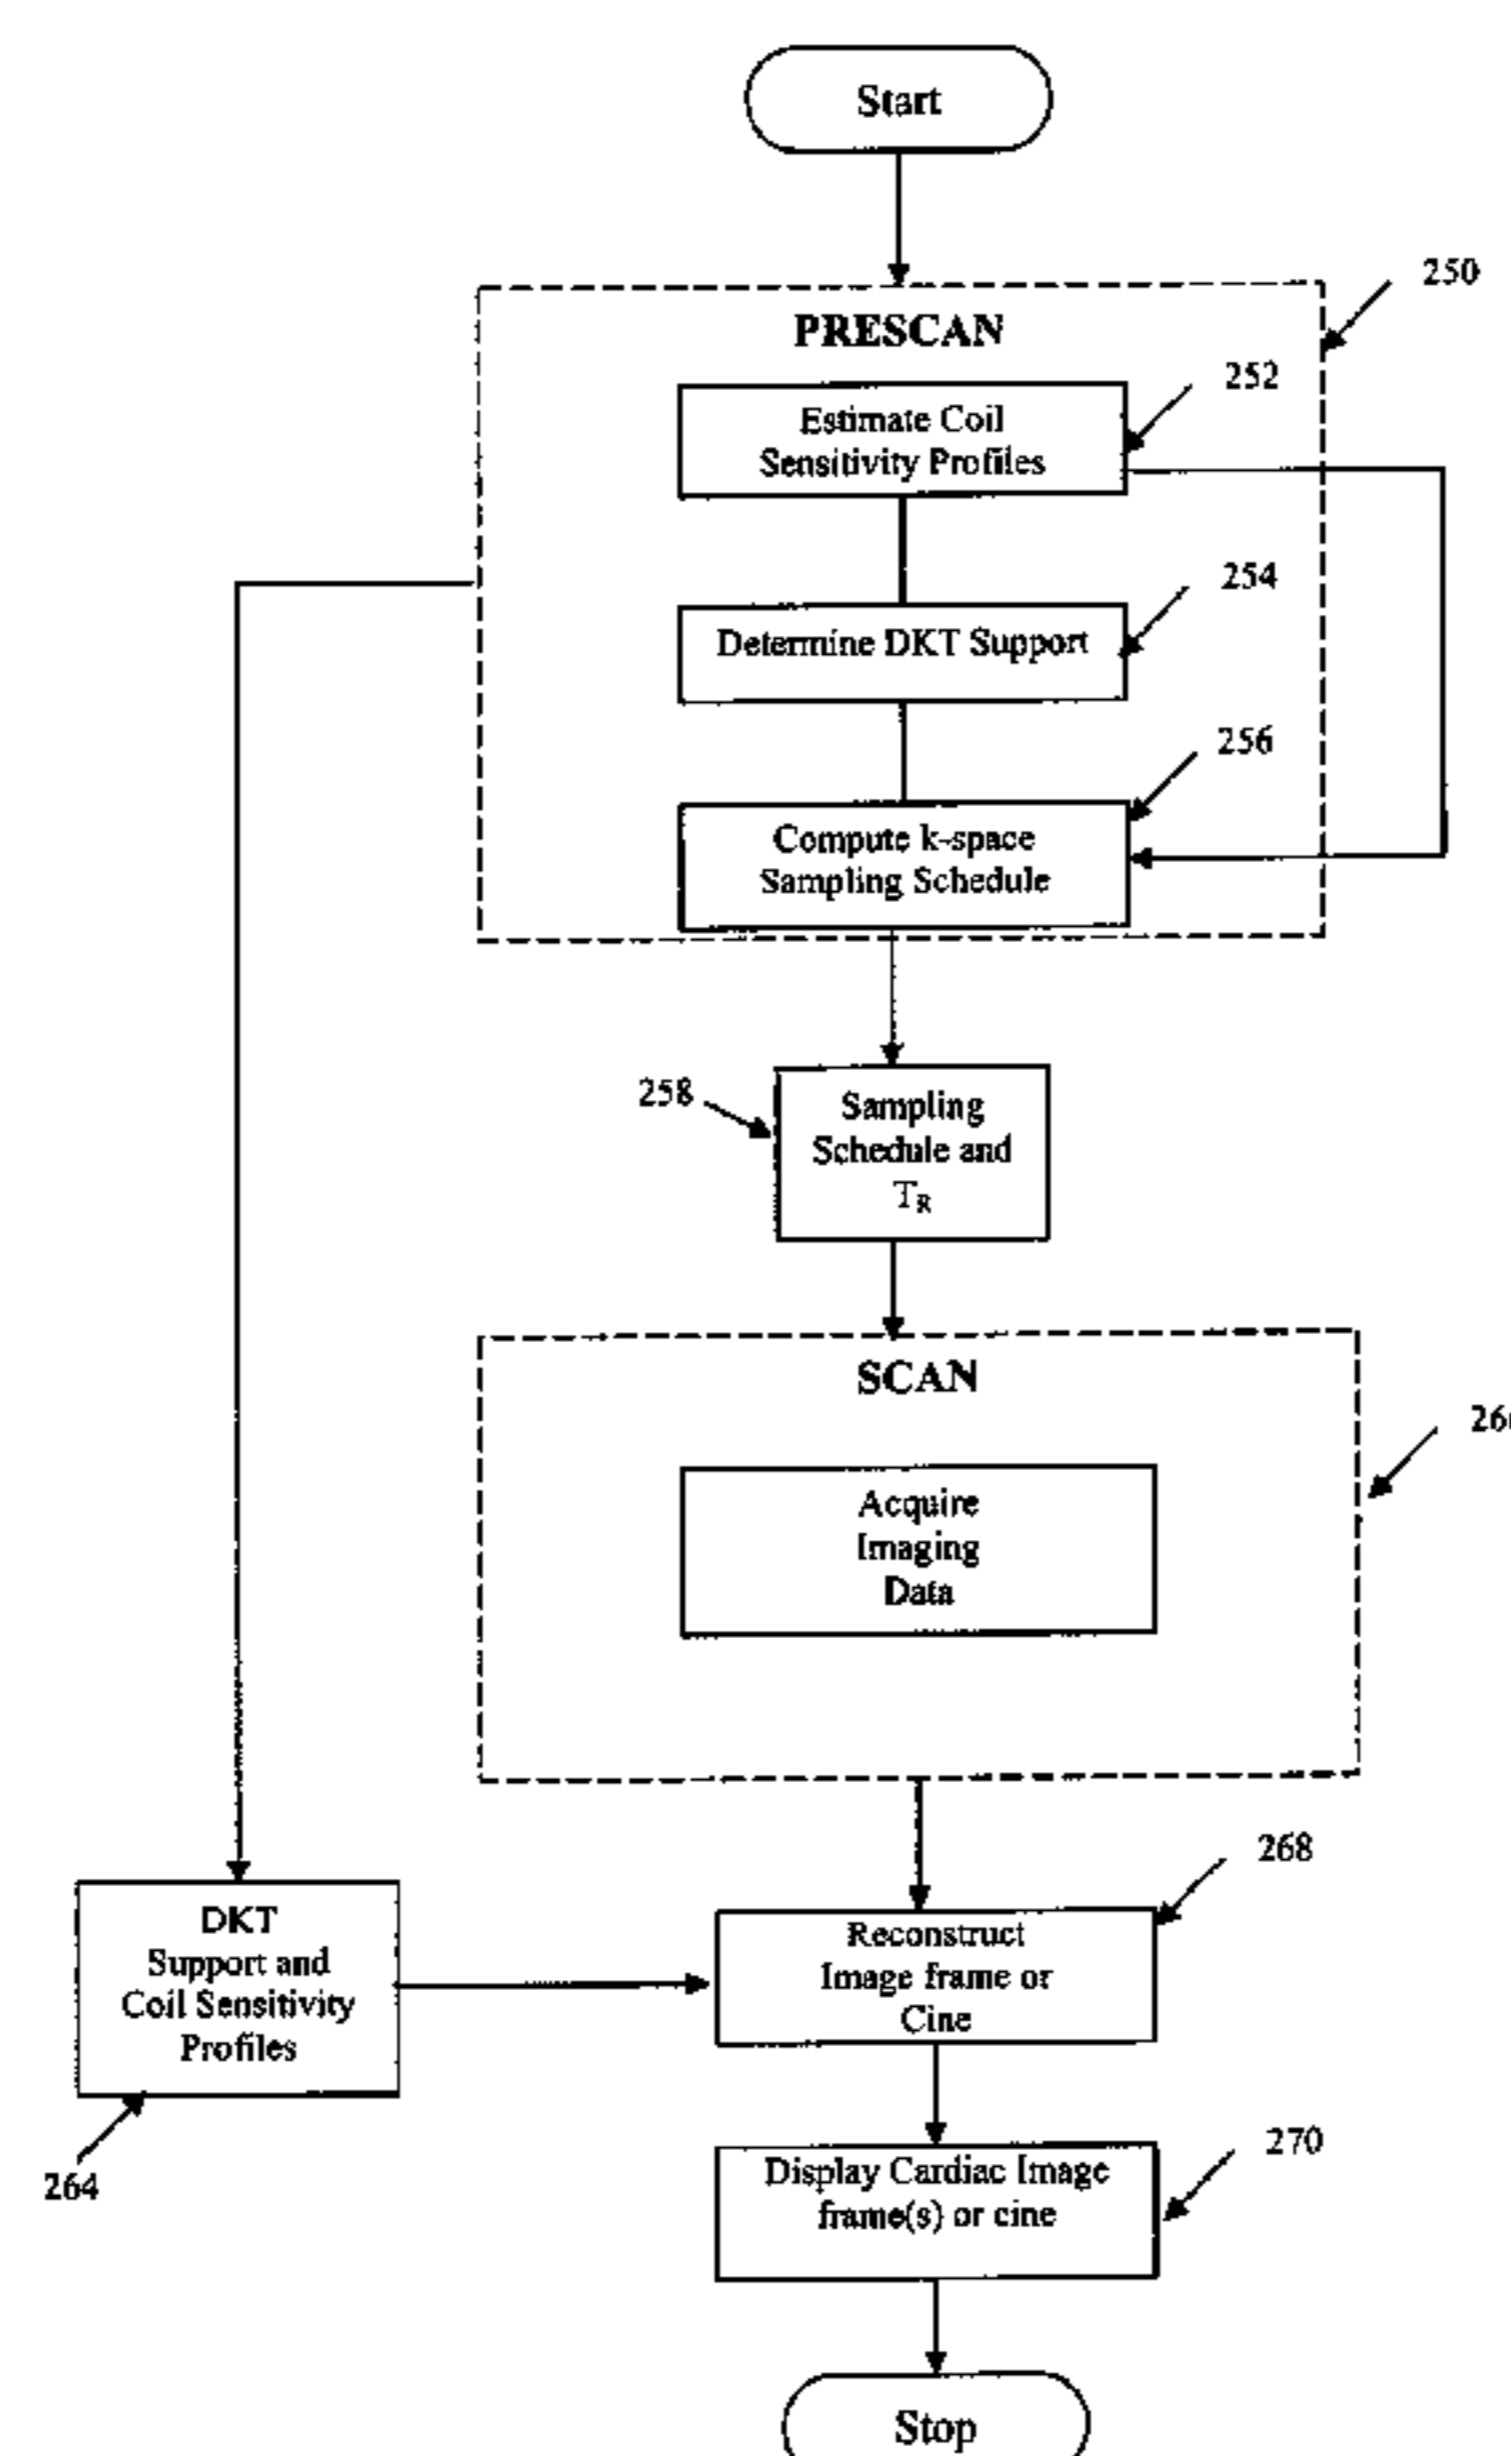 Start
250
PRESCAN
252
Estimate Coil
Sensitivity Profiles
254
Determine DKT Support
256
Compute k-space
Sampling Schedule
258
Sampling
Schedule and
TR
SCAN
Acquire
Imaging
Data
268
DKT
Support and
Coil Sensitivity
Profiles
Reconstruct
Image frame or
Cine
264
270
Display Cardiac Image
frame(s) or cine
Stop